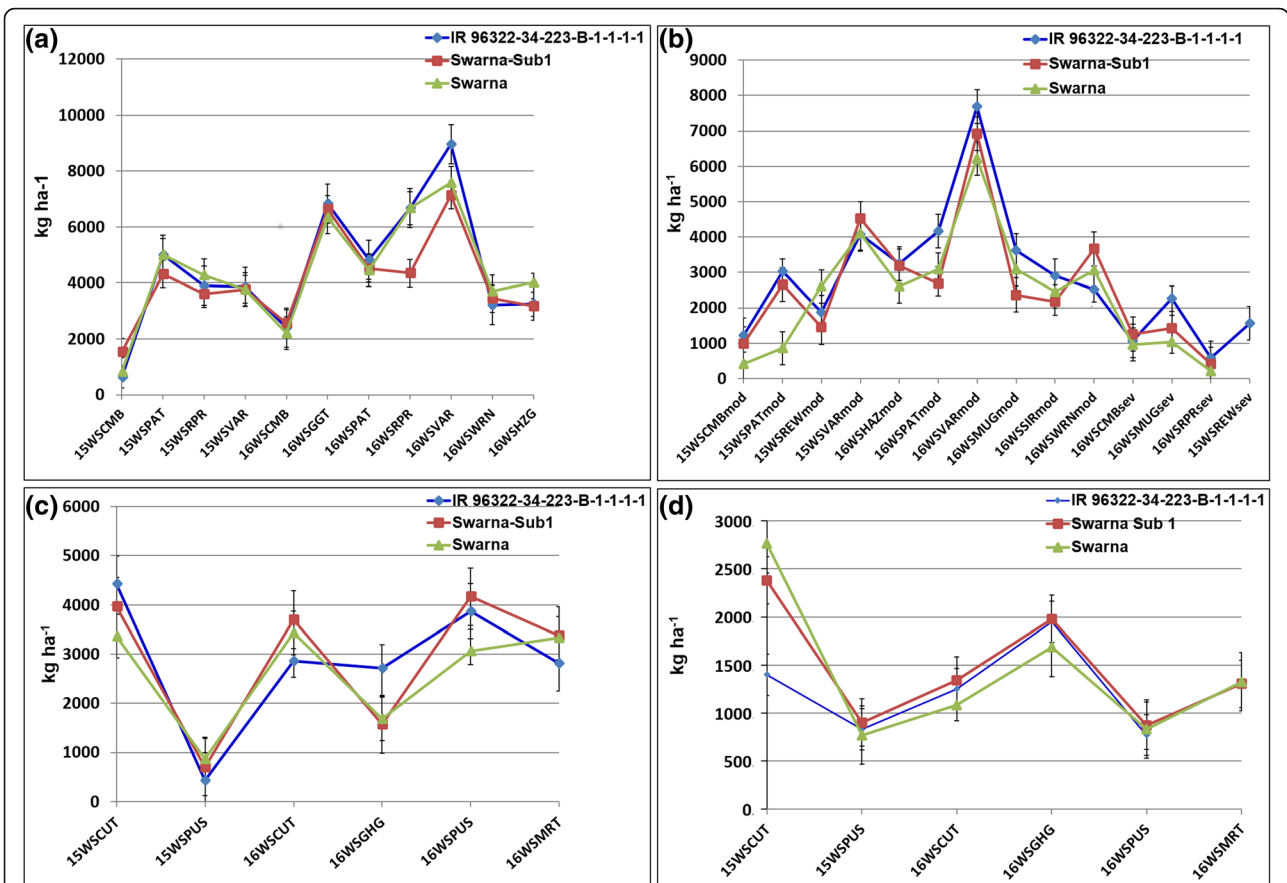 (a)
IR 96322-34-223-B-1-1-1-1
Swarna-Sub1
Swarna
12000
10000
8000
6000
4000
2000
0
kg ha-1
15WSCMB
15WSPAT
15WSRPR
15WSVAR
16WSCMB
16WSGGT
16WSPAT
16WSRPR
16WSVAR
16WSWRN
16WSHZG
(b)
IR 96322-34-223-B-1-1-1-1
Swarna-Sub1
Swarna
9000
8000
7000
6000
5000
4000
3000
2000
1000
0
kg ha⁻¹
15WSCMBmod
15WSPATmod
15WSREWmod
15WSVARmod
16WSHAZmod
16WSPATmod
16WSVARmod
16WSMUGmod
16WSSIRmod
16WSWRNmod
16WSCMBsev
16WSMUGsev
16WSRPRsev
15WSREWsev
(c)
IR 96322-34-223-B-1-1-1-1
Swarna-Sub1
Swarna
6000
5000
4000
3000
2000
1000
0
kg ha⁻¹
15WSCUT
15WSPUS
16WSCUT
16WSGHG
16WSPUS
16WSMRT
(d)
IR 96322-34-223-B-1-1-1-1
Swarna Sub 1
Swarna
3000
2500
2000
1500
1000
500
0
kg ha⁻¹
15WSCUT
15WSPUS
16WSCUT
16WSGHG
16WSPUS
16WSMRT